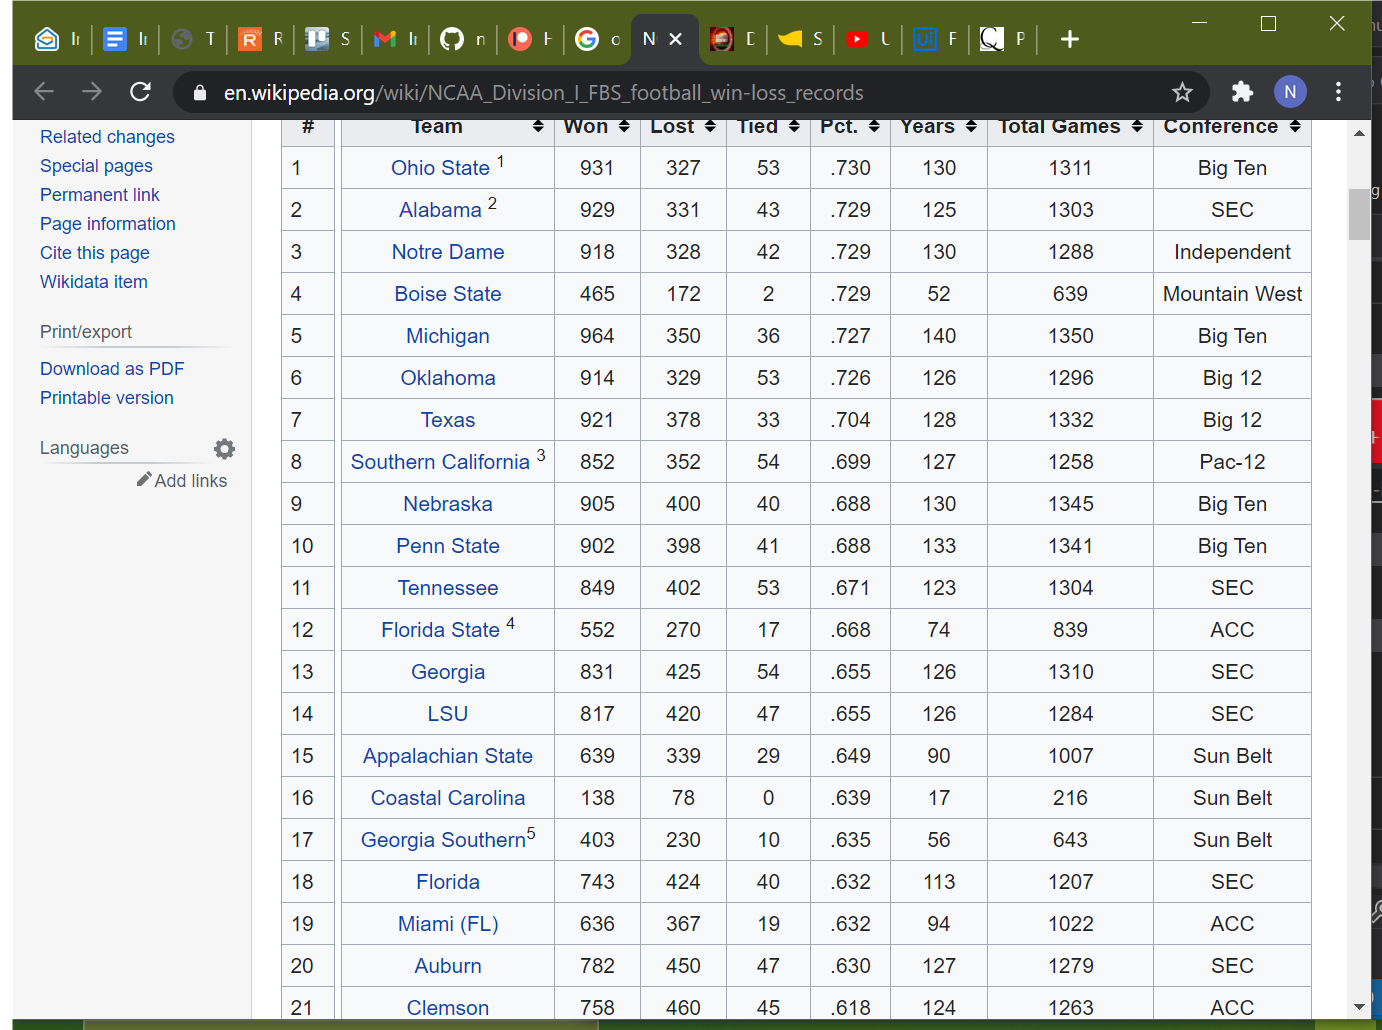 In
In
T
R
S
In
n
F
o
N
D
S
U
Ui
F
P
en.wikipedia.org/wiki/NCAA_Division_I_FBS_football_win-loss_records
N
Related changes
Special pages
Permanent link
Page information
Cite this page
Wikidata item
Print/export
Download as PDF
Printable version
Languages
Add links
# Team Won Lost Tied Pct. Years Total Games Conference
1 Ohio State 1 931 327 53 .730 130 1311 Big Ten
2 Alabama 2 929 331 43 .729 125 1303 SEC
3 Notre Dame 918 328 42 .729 130 1288 Independent
4 Boise State 465 172 2 .729 52 639 Mountain West
5 Michigan 964 350 36 .727 140 1350 Big Ten
6 Oklahoma 914 329 53 .726 126 1296 Big 12
7 Texas 921 378 33 .704 128 1332 Big 12
8 Southern California 3 852 352 54 .699 127 1258 Pac-12
9 Nebraska 905 400 40 .688 130 1345 Big Ten
10 Penn State 902 398 41 .688 133 1341 Big Ten
11 Tennessee 849 402 53 .671 123 1304 SEC
12 Florida State 4 552 270 17 .668 74 839 ACC
13 Georgia 831 425 54 .655 126 1310 SEC
14 LSU 817 420 47 .655 126 1284 SEC
15 Appalachian State 639 339 29 .649 90 1007 Sun Belt
16 Coastal Carolina 138 78 0 .639 17 216 Sun Belt
17 Georgia Southern5 403 230 10 .635 56 643 Sun Belt
18 Florida 743 424 40 .632 113 1207 SEC
19 Miami (FL) 636 367 19 .632 94 1022 ACC
20 Auburn 782 450 47 .630 127 1279 SEC
21 Clemson 758 460 45 .618 124 1263 ACC